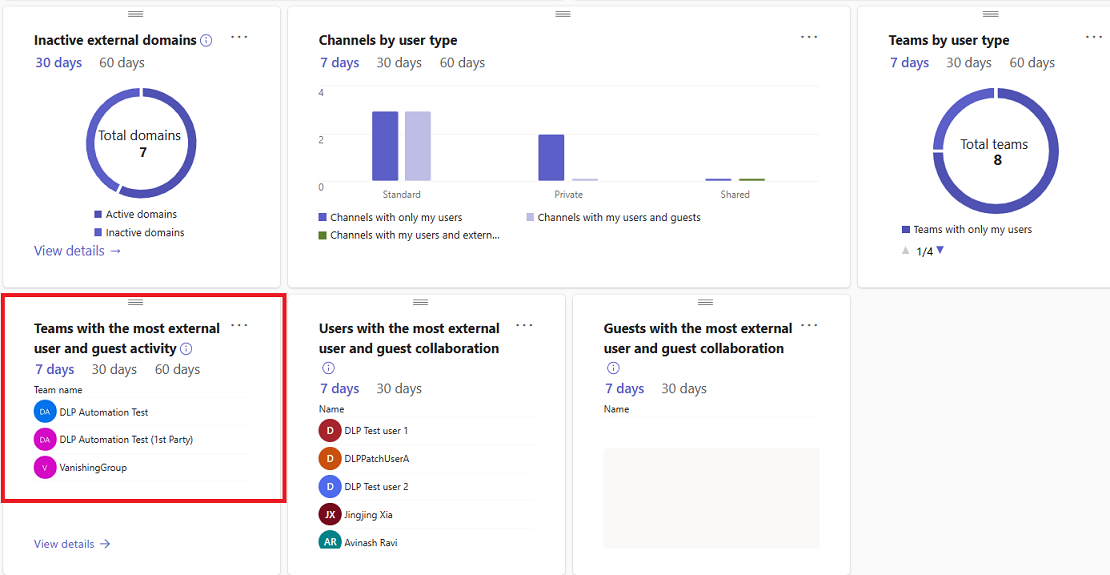 Inactive external domains
30 days 60 days
Total domains
7
Active domains
Inactive domains
View details →
Channels by user type
7 days 30 days 60 days
4
2
0
Standard Private Shared
Channels with only my users Channels with my users and guests
Channels with my users and extern...
Teams by user type
7 days 30 days 60 days
Total teams
8
Teams with only my users
1/4
Teams with the most external
user and guest activity
7 days 30 days 60 days
Team name
DA DLP Automation Test
DA DLP Automation Test (1st Party)
V VanishingGroup
View details →
Users with the most external
user and guest collaboration
7 days 30 days
Name
D DLP Test user 1
D DLPPatchUserA
D DLP Test user 2
JX Jingjing Xia
AR Avinash Ravi
Guests with the most external
user and guest collaboration
7 days 30 days
Name